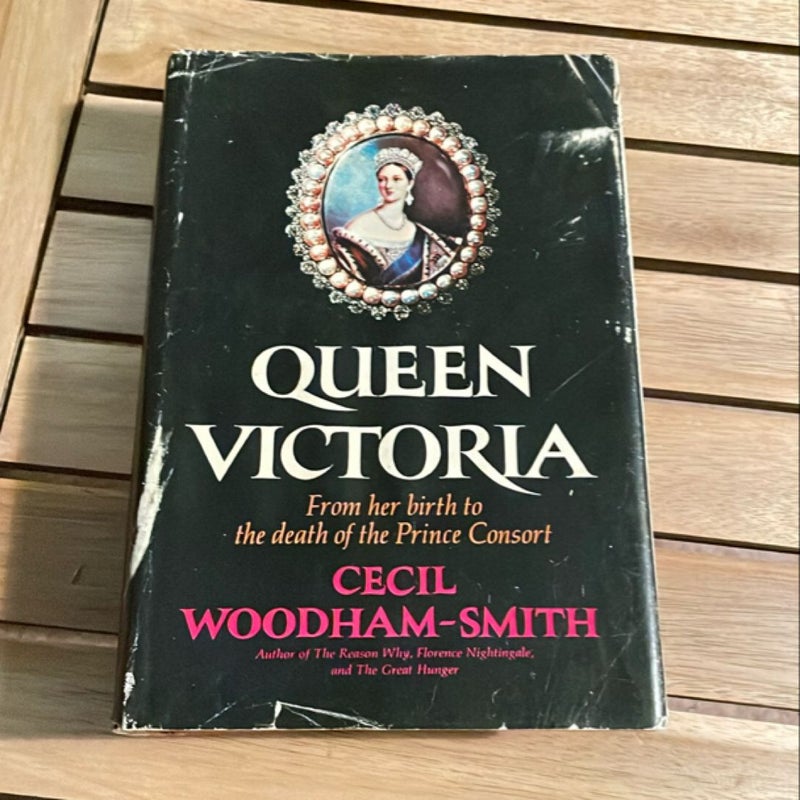 QUEEN
VICTORIA
From her birth to
the death of the Prince Consort
CECIL
WOODHAM-SMITH
Author of The Reason Why, Florence Nightingale,
and The Great Hunger